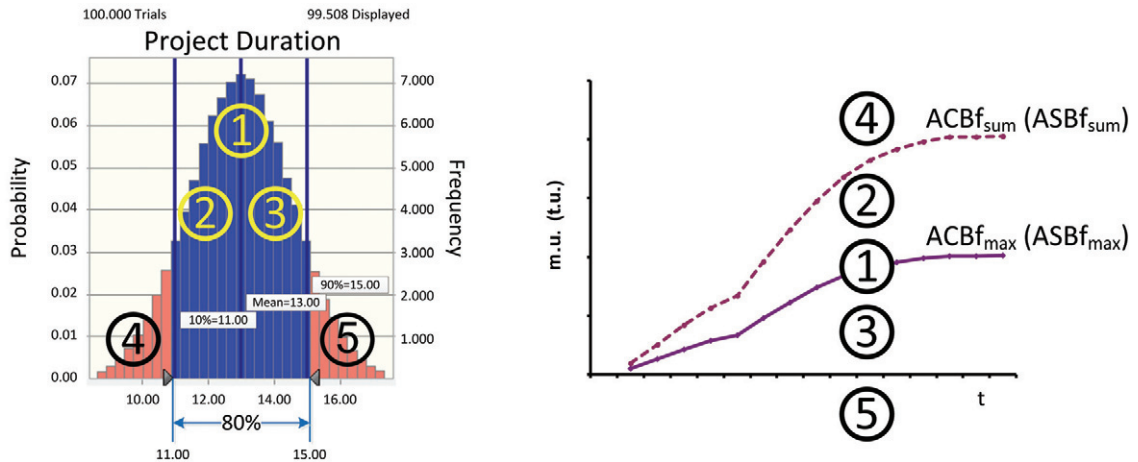 100.000 Trials 99.508 Displayed
Project Duration
Probability
0.07
0.06
0.05
0.04
0.03
0.02
0.01
0.00
7.000
6.000
5.000
4.000
3.000
2.000
1.000
Frequency
1
2 3
4 5
90%=15.00
Mean=13.00
10%=11.00
10.00 12.00 14.00 16.00
80%
11.00 15.00
m.u. (t.u.)
4
ACBfsum (ASBfsum)
2
ACBfmax (ASBfmax)
1
3
t
5